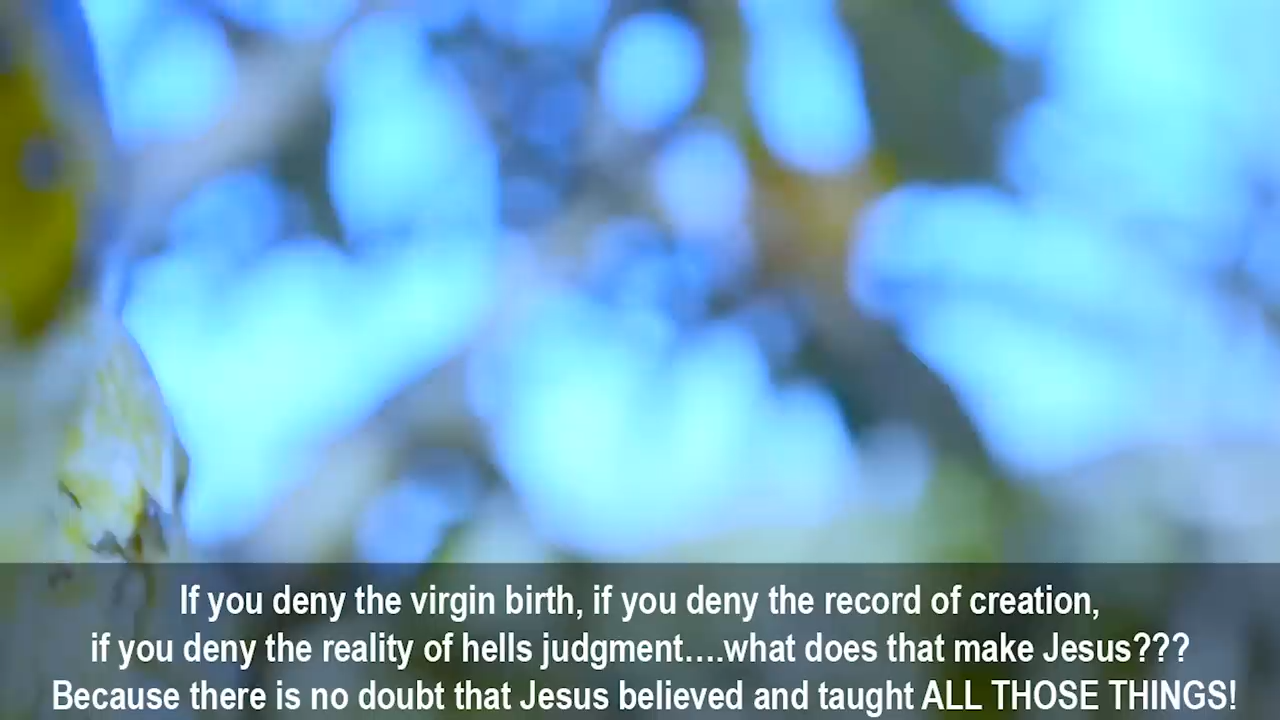 If you deny the virgin birth, if you deny the record of creation,
if you deny the reality of hells judgment....what does that make Jesus???
Because there is no doubt that Jesus believed and taught ALL THOSE THINGS!